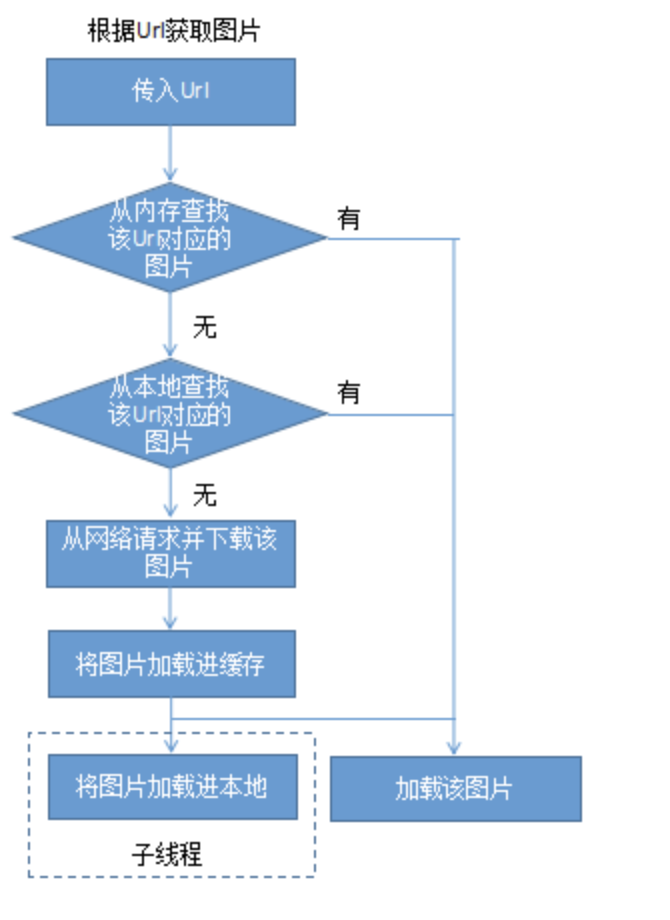 根据Url获取图片
传入Url
从内存查找
该Url对应的
图片
有
无
从本地查找
该Url对应的
图片
有
无
从网络请求并下载该
图片
将图片加载进缓存
将图片加载进本地
加载该图片
子线程